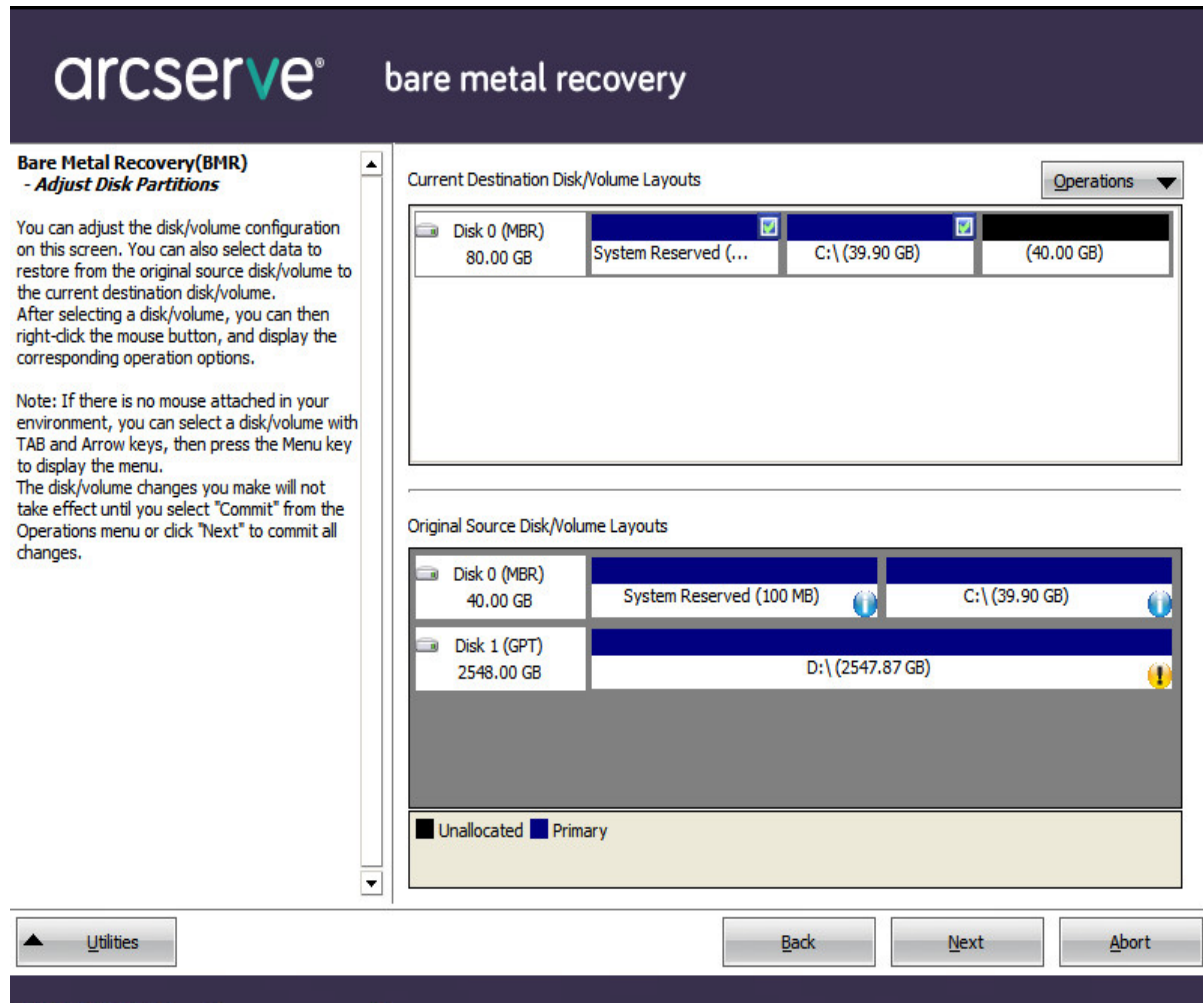 arcserve® bare metal recovery
Bare Metal Recovery(BMR)
- Adjust Disk Partitions
You can adjust the disk/volume configuration
on this screen. You can also select data to
restore from the original source disk/volume to
the current destination disk/volume.
After selecting a disk/volume, you can then
right-click the mouse button, and display the
corresponding operation options.
Note: If there is no mouse attached in your
environment, you can select a disk/volume with
TAB and Arrow keys, then press the Menu key
to display the menu.
The disk/volume changes you make will not
take effect until you select "Commit" from the
Operations menu or click "Next" to commit all
changes.
Current Destination Disk/Volume Layouts
Operations
Disk 0 (MBR)
80.00 GB
System Reserved (...
C:\ (39.90 GB)
(40.00 GB)
Original Source Disk/Volume Layouts
Disk 0 (MBR)
40.00 GB
System Reserved (100 MB)
C:\ (39.90 GB)
Disk 1 (GPT)
2548.00 GB
D:\ (2547.87 GB)
Unallocated Primary
Utilities
Back
Next
Abort